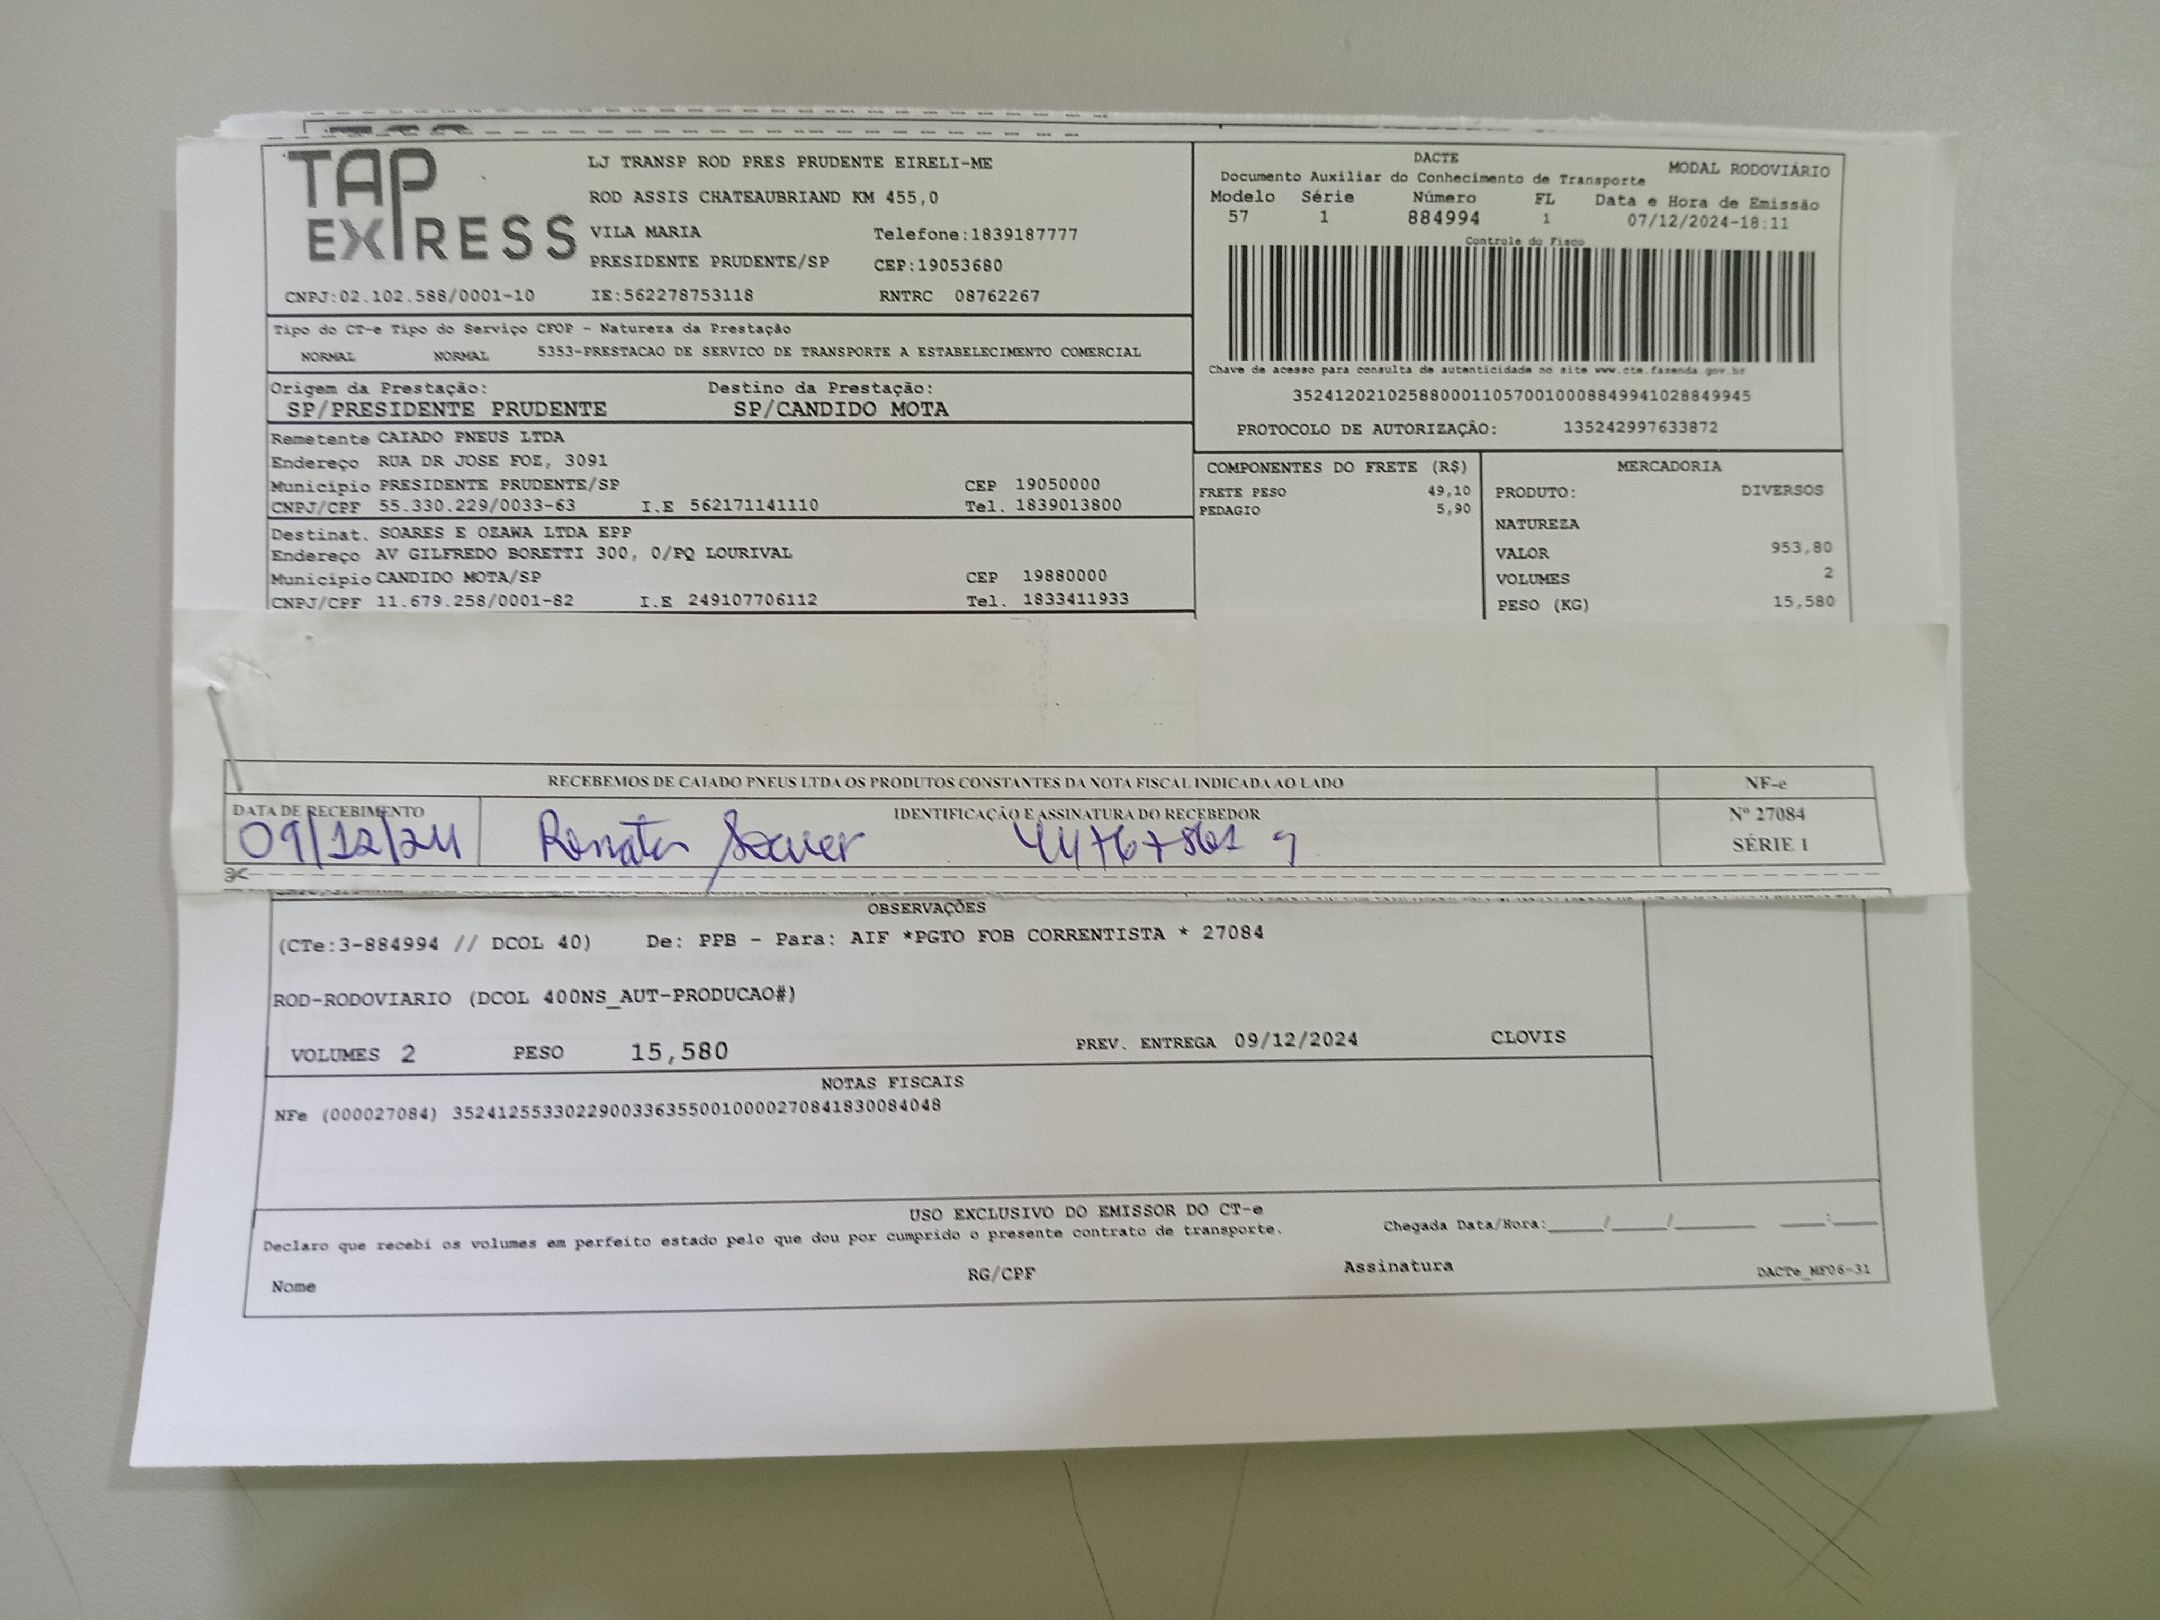 TAP
EXPRESS
LJ TRANSP ROD PRES PRUDENTE EIRELI-ME
ROD ASSIS CHATEAUBRIAND KM 455,0
VILA MARIA Telefone:1839187777
PRESIDENTE PRUDENTE/SP CEP:19053680
CNPJ:02.102.588/0001-10 IE:562278753118 RNTRC 08762267
DACTE MODAL RODOVIÁRIO
Documento Auxiliar do Conhecimento de Transporte
Modelo Série Número FL Data e Hora de Emissão
57 1 884994 1 07/12/2024-18:11
Controle do Fisco
Chave de acesso para consulta de autenticidade no site www.cte.fazenda.gov.br
35241202102588000110570010008849941028849945
PROTOCOLO DE AUTORIZAÇÂO: 135242997633872
Tipo do CT-e Tipo do Serviço CFOP - Natureza da Prestação
NORMAL NORMAL 5353-PRESTACAO DE SERVICO DE TRANSPORTE A ESTABELECIMENTO COMERCIAL
Origem da Prestação: Destino da Prestação:
SP/PRESIDENTE PRUDENTE SP/CANDIDO MOTA
Remetente CAIADO PNEUS LTDA
Endereço RUA DR JOSE FOZ, 3091
Município PRESIDENTE PRUDENTE/SP CEP 19050000
CNPJ/CPF 55.330.229/0033-63 I.E 562171141110 Tel. 1839013800
Destinat. SOARES E OZAWA LTDA EPP
Endereço AV GILFREDO BORETTI 300, 0/PQ LOURIVAL
Município CANDIDO MOTA/SP CEP 19880000
CNPJ/CPF 11.679.258/0001-82 I.E 249107706112 Tel. 1833411933
COMPONENTES DO FRETE (R$)
FRETE PESO 49,10
PEDAGIO 5,90
MERCADORIA
PRODUTO: DIVERSOS
NATUREZA
VALOR 953,80
VOLUMES 2
PESO (KG) 15,580
RECEBEMOS DE CAIADO PNEUS LTDA OS PRODUTOS CONSTANTES DA NOTA FISCAL INDICADA AO LADO NF-e
DATA DE RECEBIMENTO IDENTIFICAÇÃO E ASSINATURA DO RECEBEDOR Nº 27084
09/12/24 Renata SÉRIE 1
OBSERVAÇÕES
(CTe:3-884994 // DCOL 40) De: PPB - Para: AIF *PGTO FOB CORRENTISTA * 27084
ROD-RODOVIARIO (DCOL 400NS_AUT-PRODUCAO#)
VOLUMES 2 PESO 15,580 PREV. ENTREGA 09/12/2024 CLOVIS
NOTAS FISCAIS
NFe (000027084) 35241255330229003363550010000270841830084048
USO EXCLUSIVO DO EMISSOR DO CT-e
Declaro que recebi os volumes em perfeito estado pelo que dou por cumprido o presente contrato de transporte. Chegada Data/Hora:_____/_____/_______ ____:____
Nome RG/CPF Assinatura DACTe_MF06-31